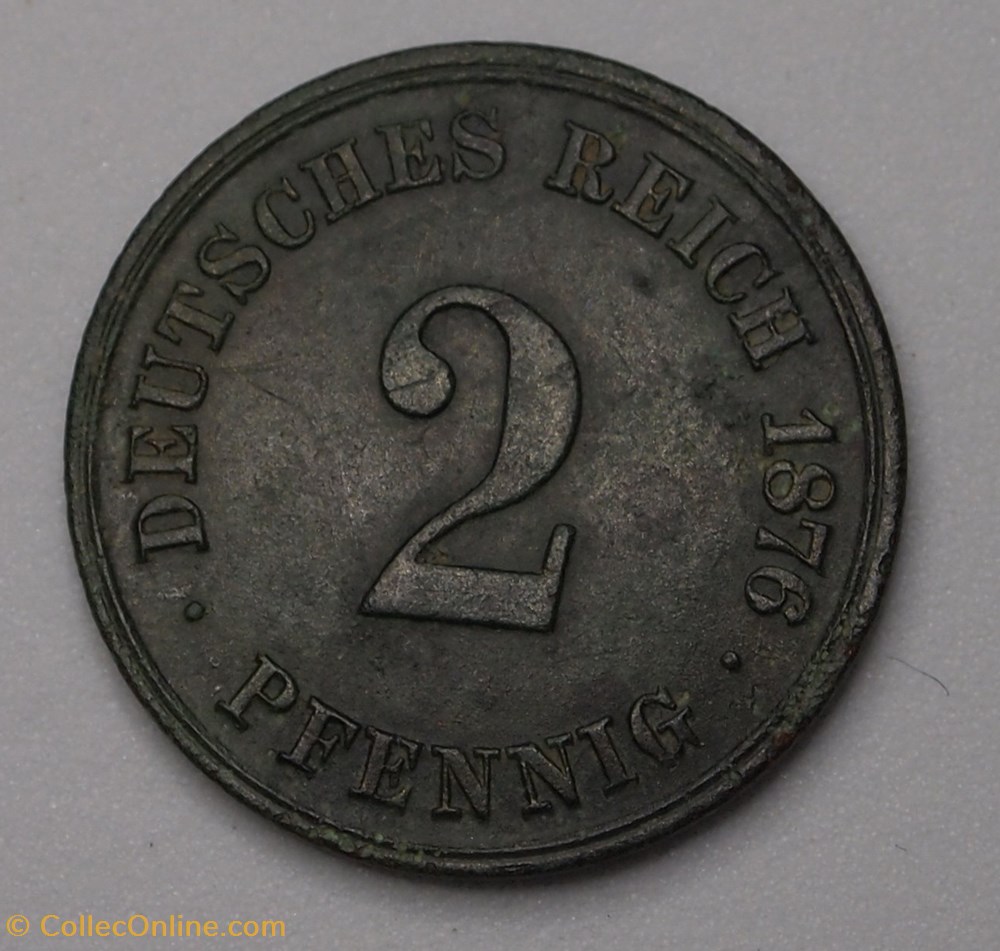 DEUTSCHES REICH 1876
2
PFENNIG
© CollecOnline.com